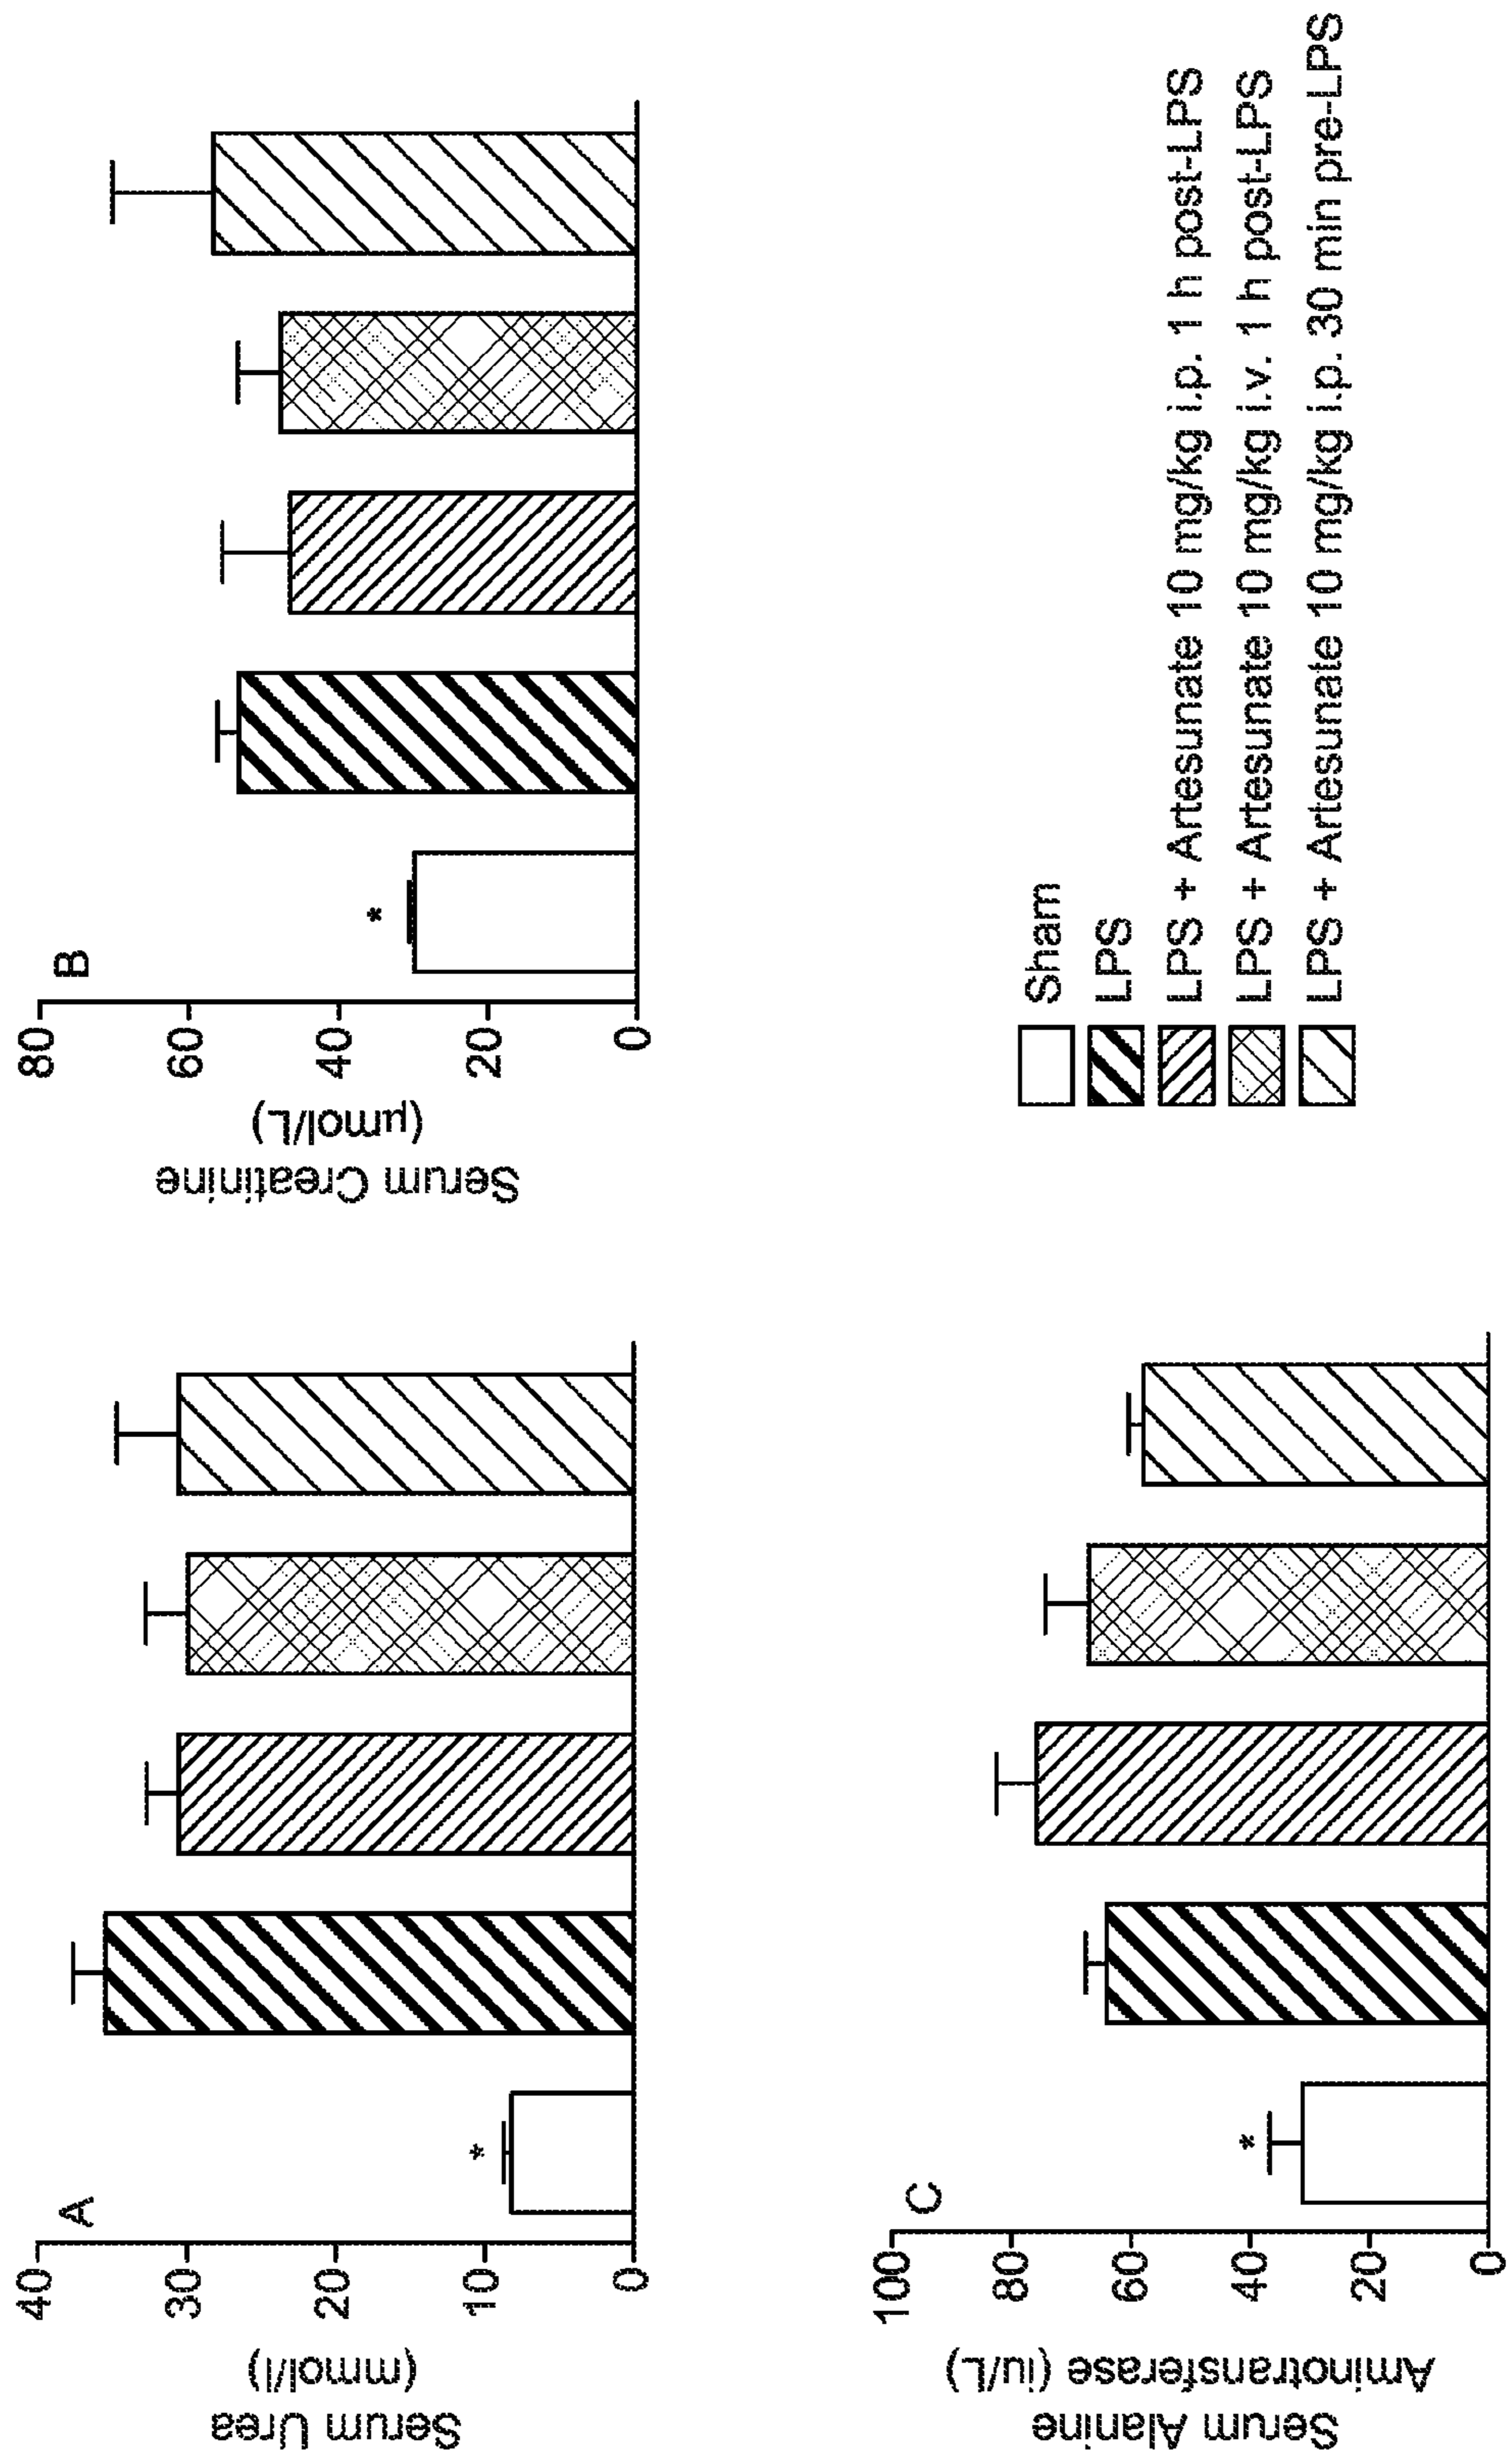 A
Serum Urea
(mmol/l)
40
30
20
10
0
*
B
Serum Creatinine
(µmol/L)
80
60
40
20
0
*
C
Serum Alanine
Aminotransferase (iu/L)
100
80
60
40
20
0
*
Sham
LPS
LPS + Artesunate 10 mg/kg i.p. 1 h post-LPS
LPS + Artesunate 10 mg/kg i.v. 1 h post-LPS
LPS + Artesunate 10 mg/kg i.p. 30 min pre-LPS